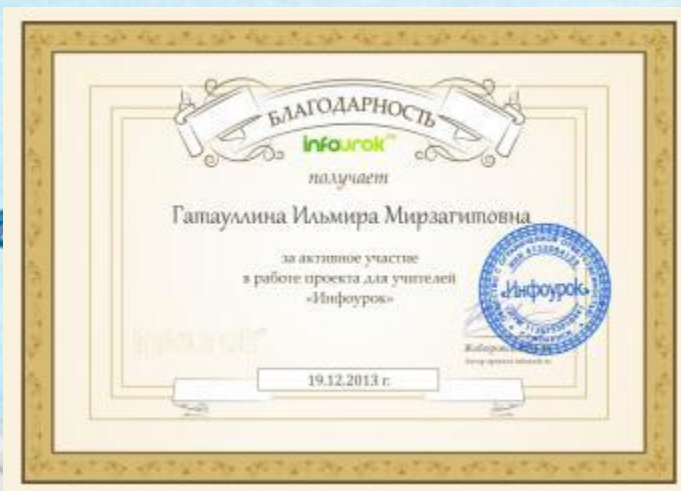 БЛАГОДАРНОСТЬ
infourok
получает
Гатауллина Ильмира Мирзагитовна
за активное участие
в работе проекта для учителей
«Инфоурок»
«Инфоурок»
19.12.2013 г.